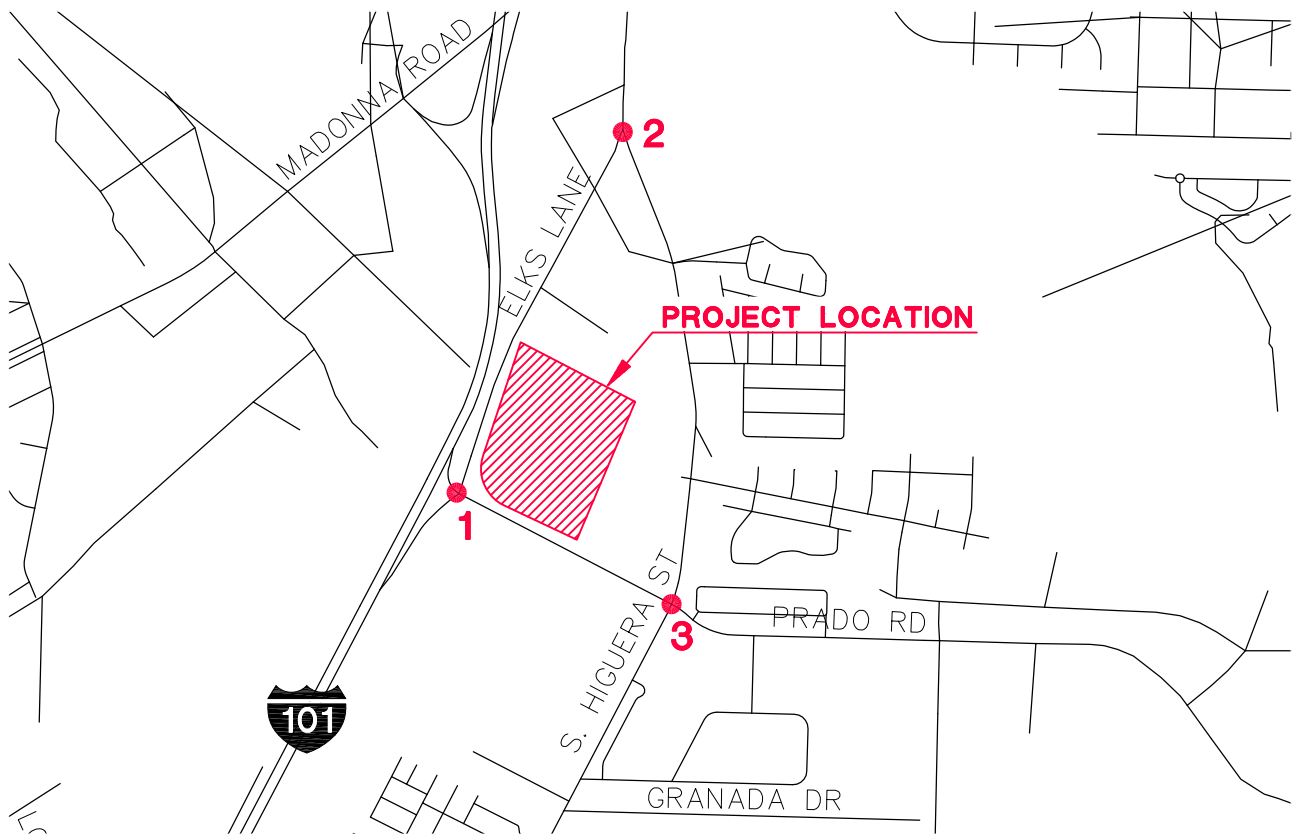 MADONNA ROAD
2
ELKS LANE
PROJECT LOCATION
1
S. HIGUERA ST
3
PRADO RD
101
GRANADA DR